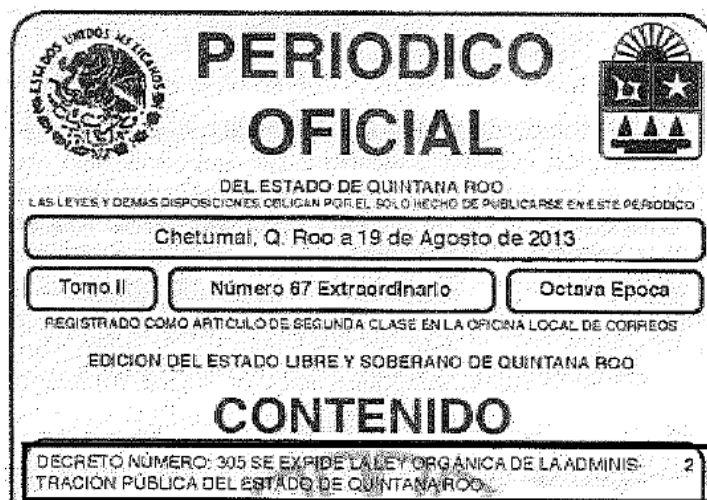 ESTADOS UNIDOS MEXICANOS
PERIODICO
OFICIAL
DEL ESTADO DE QUINTANA ROO
LAS LEYES Y DEMAS DISPOSICIONES OBLIGAN POR EL SOLO HECHO DE PUBLICARSE EN ESTE PERIODICO
Chetumal, Q. Roo a 19 de Agosto de 2013
Tomo II
Número 67 Extraordinario
Octava Epoca
REGISTRADO COMO ARTICULO DE SEGUNDA CLASE EN LA OFICINA LOCAL DE CORREOS
EDICION DEL ESTADO LIBRE Y SOBERANO DE QUINTANA ROO
CONTENIDO
DECRETO NÚMERO: 305 SE EXPIDE LA LEY ORGÁNICA DE LA ADMINIS- 2
TRACIÓN PÚBLICA DEL ESTADO DE QUINTANA ROO.